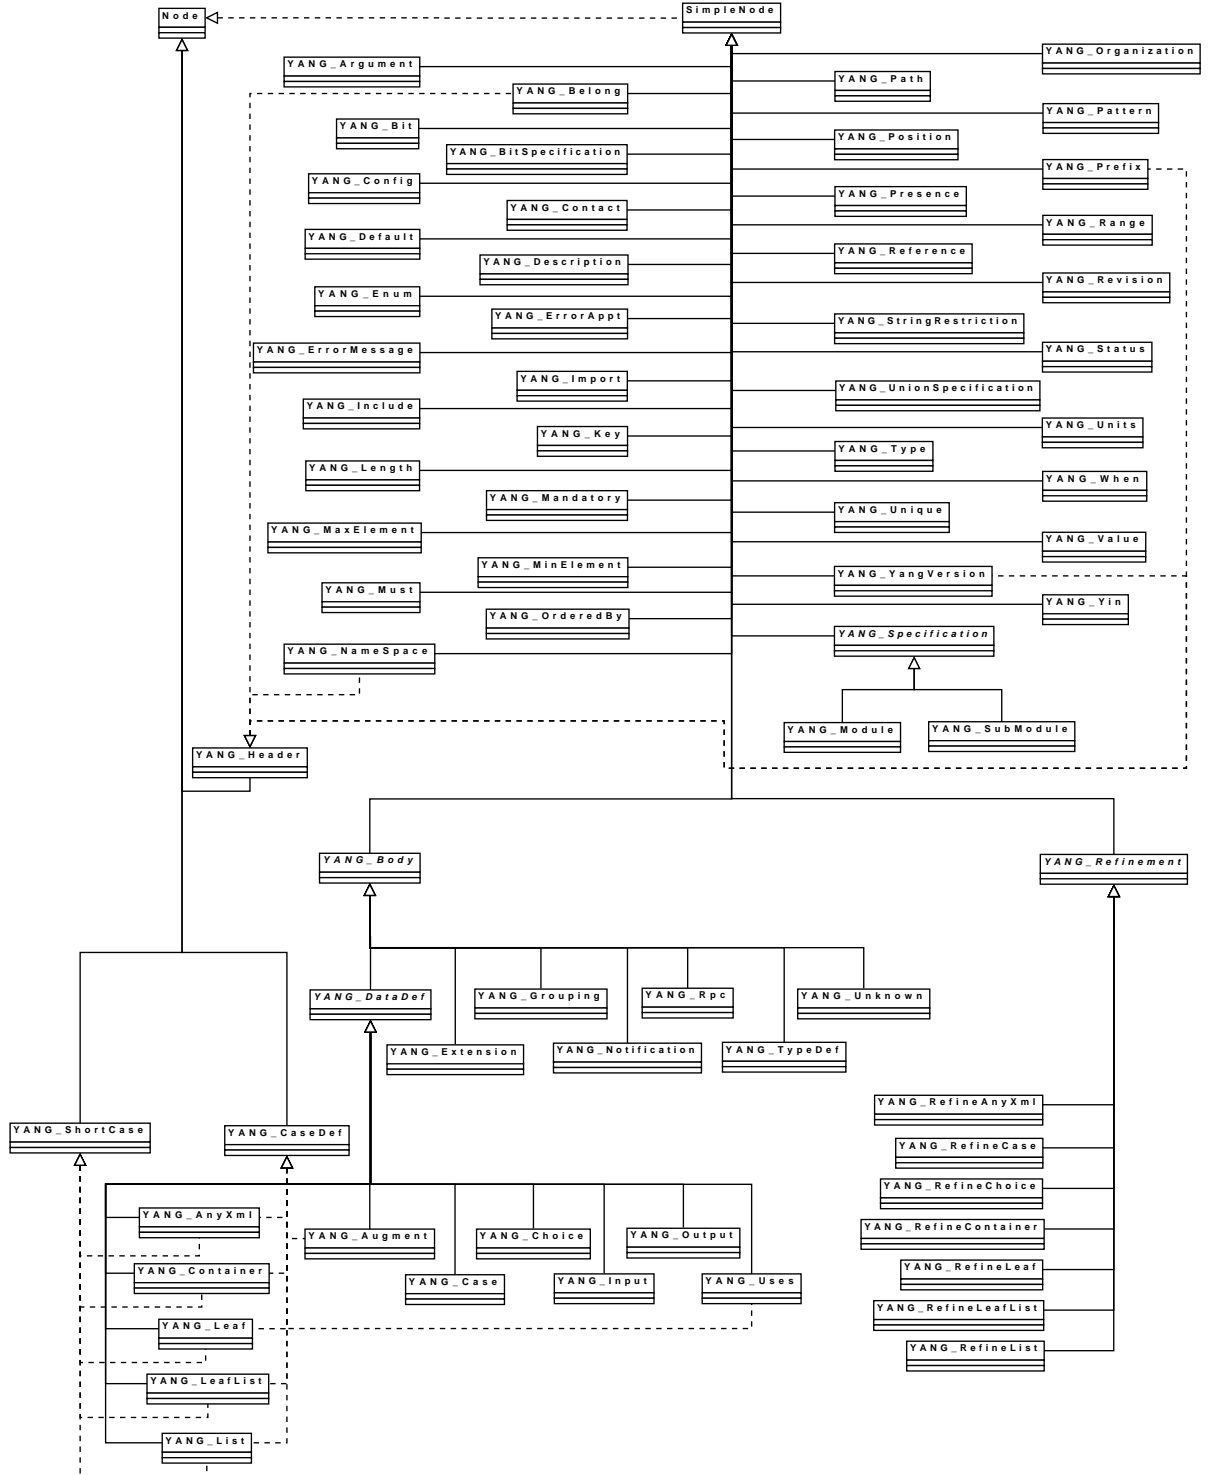 Node
SimpleNode
YANG_Organization
YANG_Argument
YANG_Path
YANG_Belong
YANG_Pattern
YANG_Bit
YANG_Position
YANG_BitSpecification
YANG_Prefix
YANG_Config
YANG_Presence
YANG_Contact
YANG_Range
YANG_Default
YANG_Reference
YANG_Description
YANG_Revision
YANG_Enum
YANG_ErrorAppt
YANG_StringRestriction
YANG_ErrorMessage
YANG_Status
YANG_Import
YANG_UnionSpecification
YANG_Include
YANG_Units
YANG_Key
YANG_Type
YANG_Length
YANG_When
YANG_Mandatory
YANG_Unique
YANG_MaxElement
YANG_Value
YANG_MinElement
YANG_YangVersion
YANG_Must
YANG_Yin
YANG_OrderedBy
YANG_Specification
YANG_NameSpace
YANG_Module
YANG_SubModule
YANG_Header
YANG_Body
YANG_Refinement
YANG_DataDef
YANG_Grouping
YANG_Rpc
YANG_Unknown
YANG_Extension
YANG_Notification
YANG_TypeDef
YANG_RefineAnyXml
YANG_ShortCase
YANG_CaseDef
YANG_RefineCase
YANG_RefineChoice
YANG_AnyXml
YANG_Augment
YANG_Choice
YANG_Output
YANG_RefineContainer
YANG_Container
YANG_Case
YANG_Input
YANG_Uses
YANG_RefineLeaf
YANG_Leaf
YANG_RefineLeafList
YANG_RefineList
YANG_LeafList
YANG_List